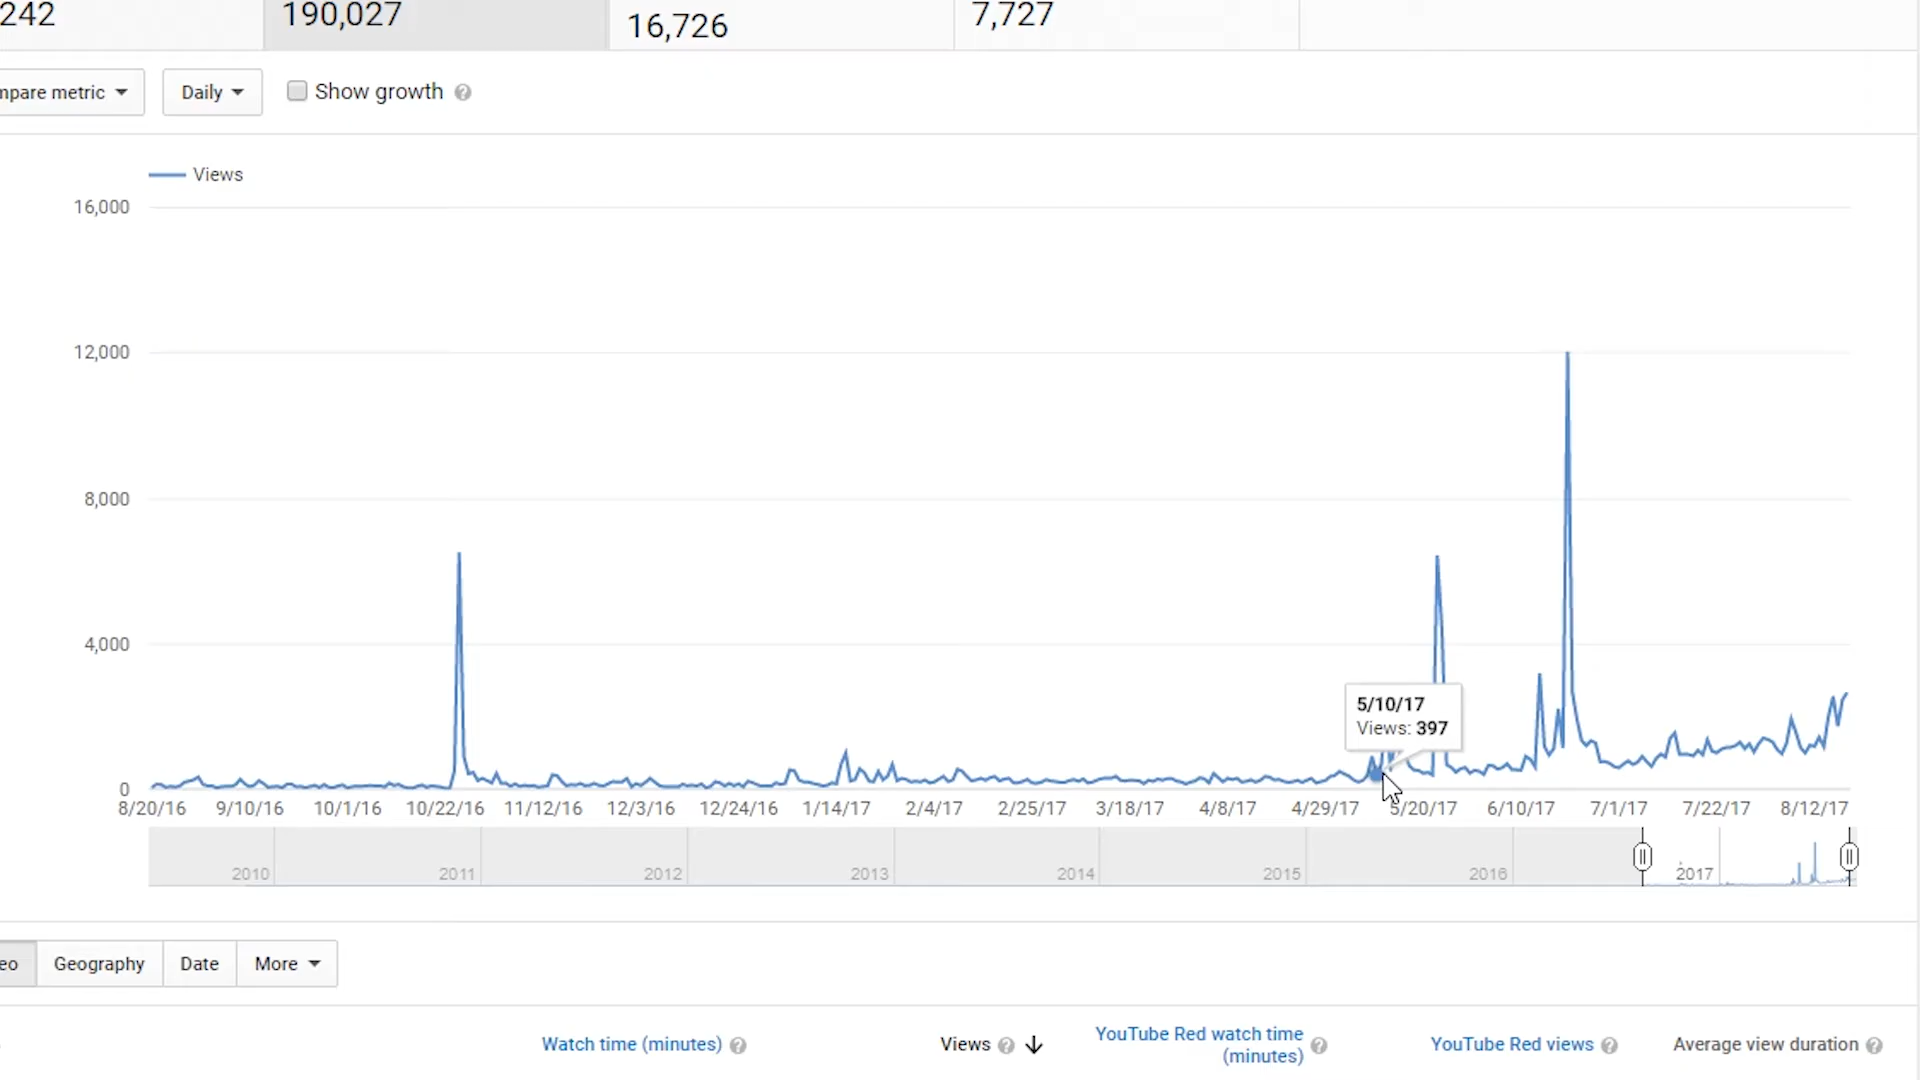 242
190,027
16,726
7,727
mpare metric
Daily
Show growth
Views
16,000
12,000
8,000
4,000
0
5/10/17
Views: 397
8/20/16 9/10/16 10/1/16 10/22/16 11/12/16 12/3/16 12/24/16 1/14/17 2/4/17 2/25/17 3/18/17 4/8/17 4/29/17 5/20/17 6/10/17 7/1/17 7/22/17 8/12/17
2010 2011 2012 2013 2014 2015 2016 2017
eo
Geography
Date
More
Watch time (minutes)
Views
YouTube Red watch time
(minutes)
YouTube Red views
Average view duration